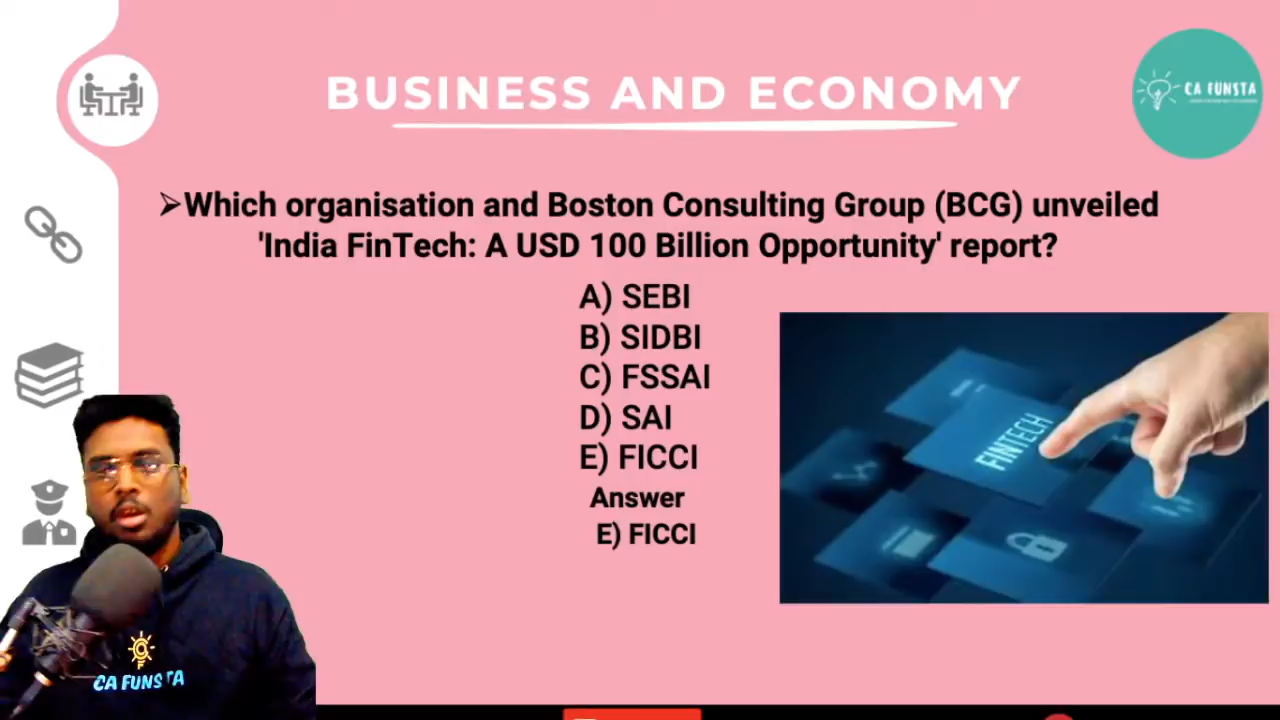 BUSINESS AND ECONOMY
CA FUNSTA
➢Which organisation and Boston Consulting Group (BCG) unveiled
'India FinTech: A USD 100 Billion Opportunity' report?
A) SEBI
B) SIDBI
C) FSSAI
D) SAI
E) FICCI
Answer
E) FICCI
FINTECH
CA FUNSTA